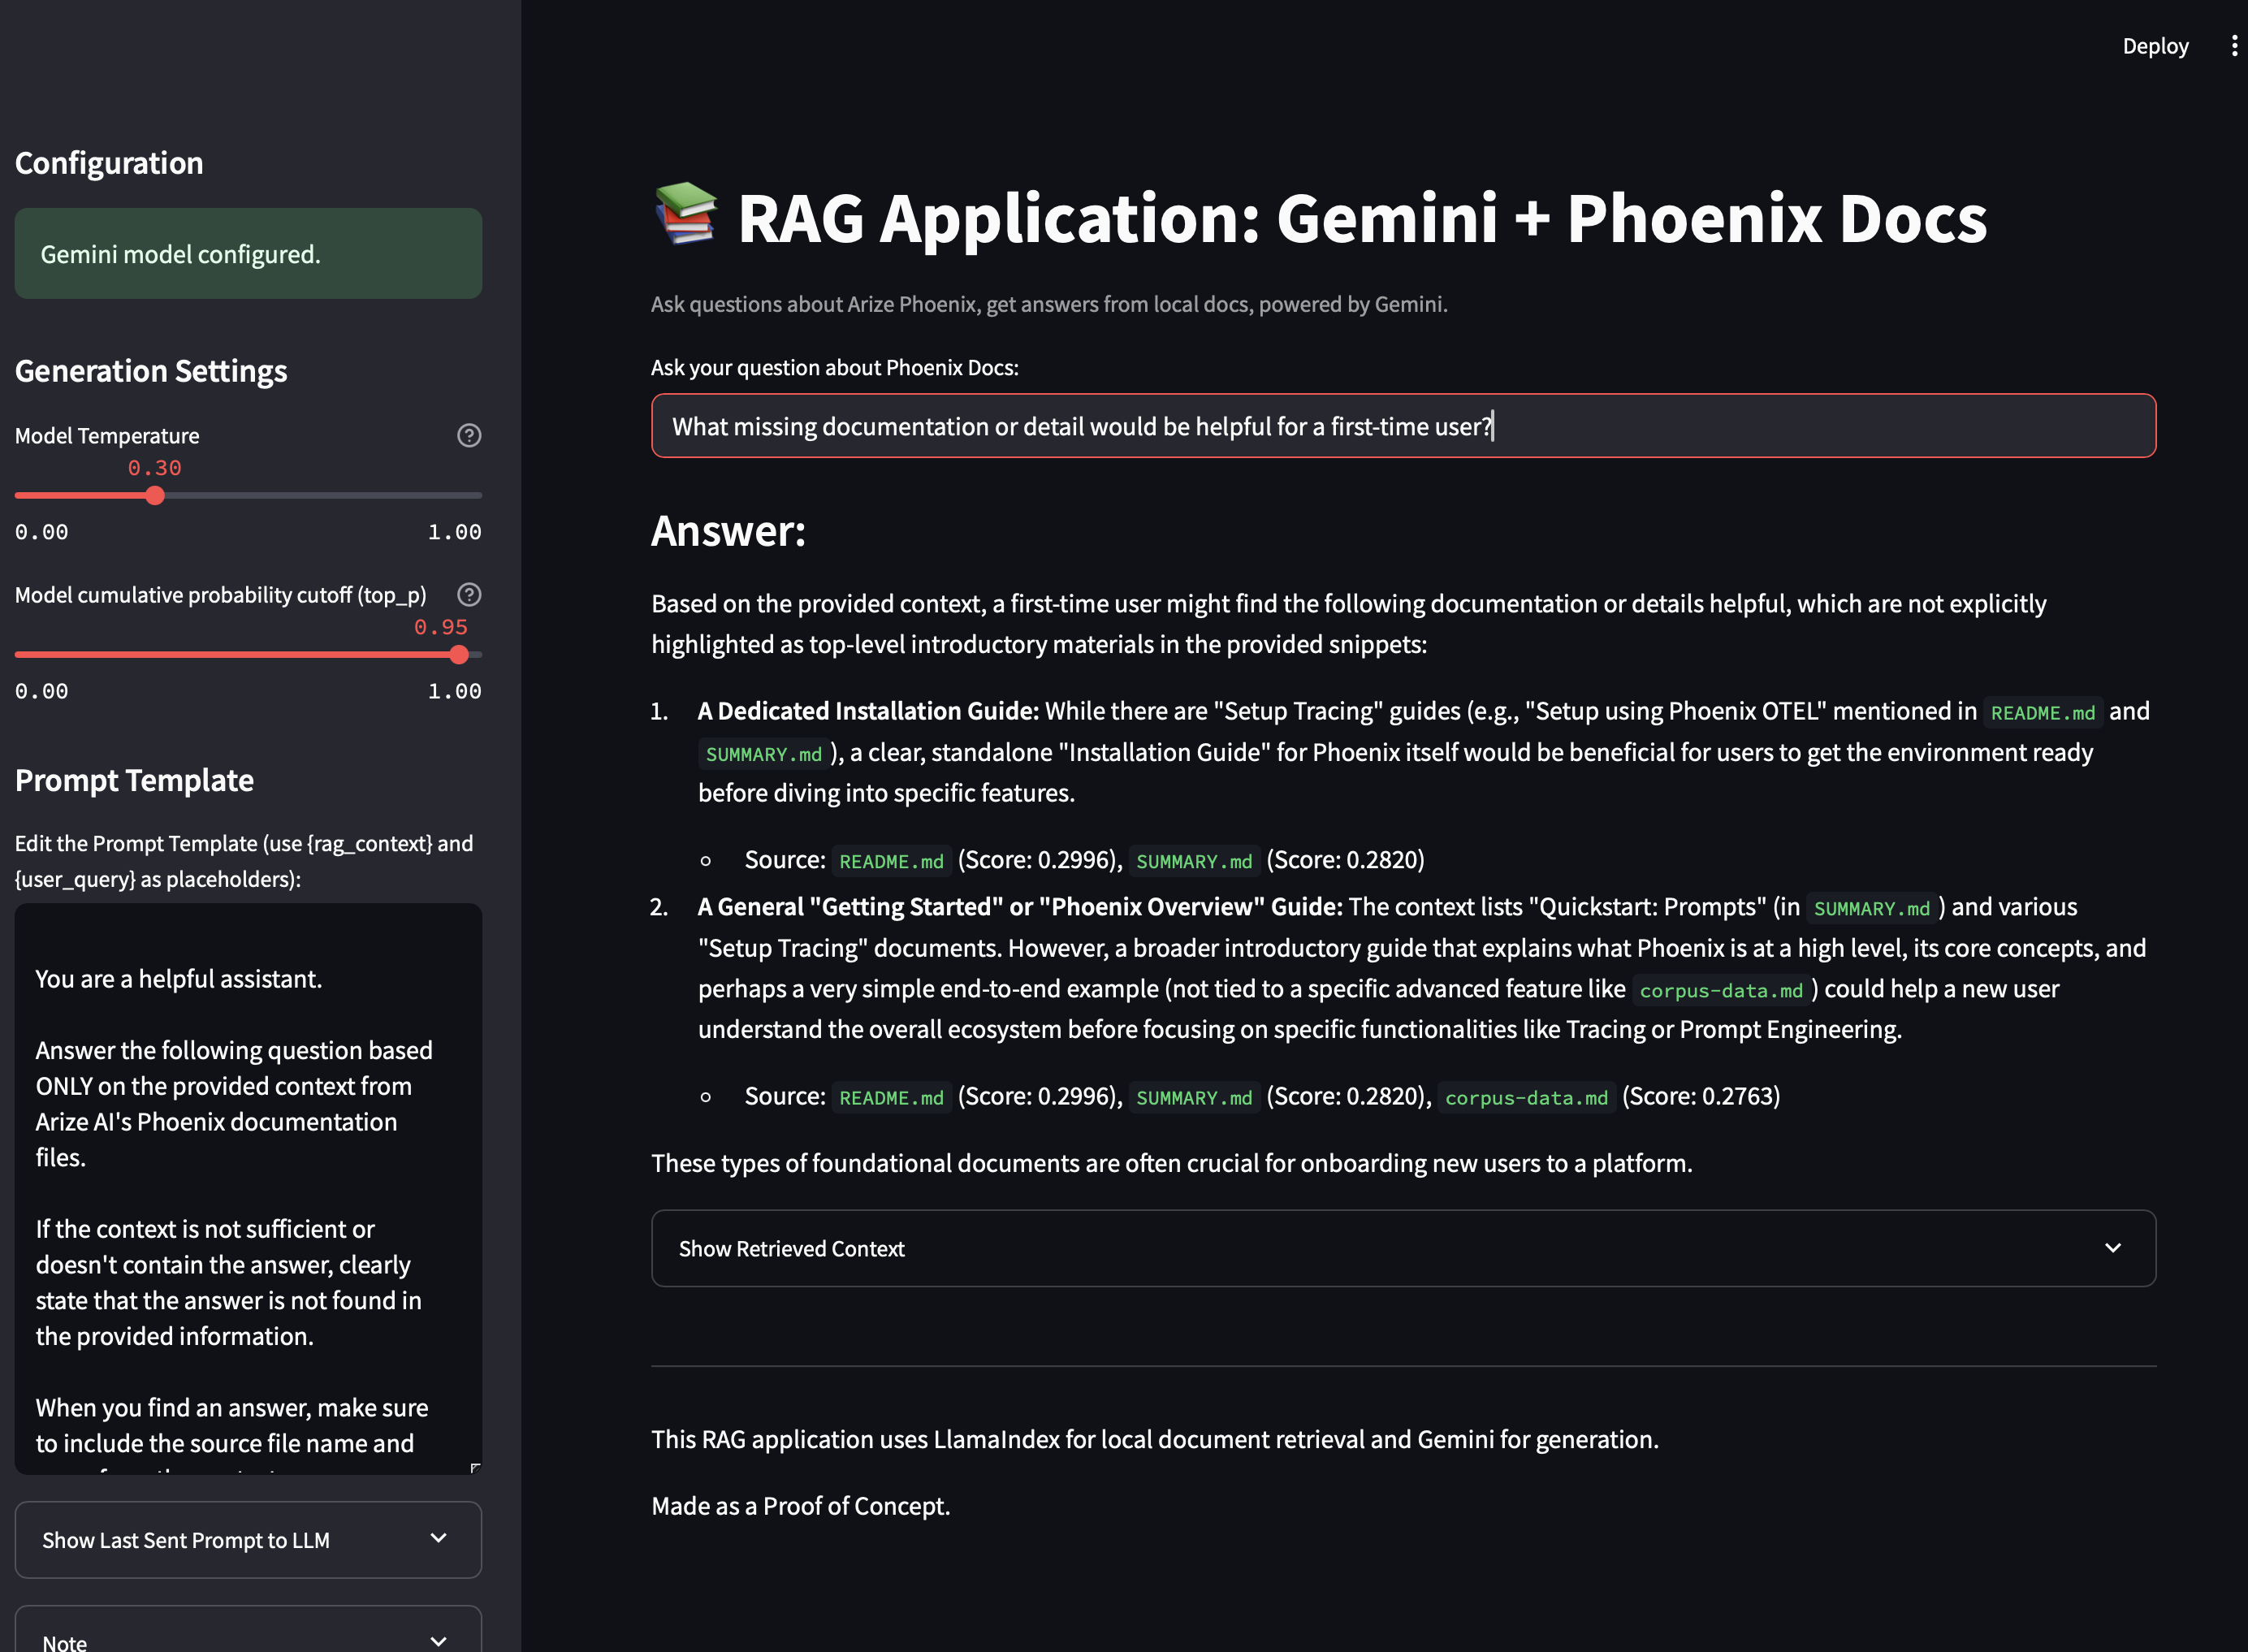 Deploy
Configuration
Gemini model configured.
Generation Settings
Model Temperature
0.30
0.00 1.00
Model cumulative probability cutoff (top_p)
0.95
0.00 1.00
Prompt Template
Edit the Prompt Template (use {rag_context} and
{user_query} as placeholders):
You are a helpful assistant.
Answer the following question based
ONLY on the provided context from
Arize AI's Phoenix documentation
files.
If the context is not sufficient or
doesn't contain the answer, clearly
state that the answer is not found in
the provided information.
When you find an answer, make sure
to include the source file name and
Show Last Sent Prompt to LLM
Note
RAG Application: Gemini + Phoenix Docs
Ask questions about Arize Phoenix, get answers from local docs, powered by Gemini.
Ask your question about Phoenix Docs:
What missing documentation or detail would be helpful for a first-time user?
Answer:
Based on the provided context, a first-time user might find the following documentation or details helpful, which are not explicitly
highlighted as top-level introductory materials in the provided snippets:
1. A Dedicated Installation Guide: While there are "Setup Tracing" guides (e.g., "Setup using Phoenix OTEL" mentioned in README.md and
SUMMARY.md ), a clear, standalone "Installation Guide" for Phoenix itself would be beneficial for users to get the environment ready
before diving into specific features.
Source: README.md (Score: 0.2996), SUMMARY.md (Score: 0.2820)
2. A General "Getting Started" or "Phoenix Overview" Guide: The context lists "Quickstart: Prompts" (in SUMMARY.md ) and various
"Setup Tracing" documents. However, a broader introductory guide that explains what Phoenix is at a high level, its core concepts, and
perhaps a very simple end-to-end example (not tied to a specific advanced feature like corpus-data.md ) could help a new user
understand the overall ecosystem before focusing on specific functionalities like Tracing or Prompt Engineering.
Source: README.md (Score: 0.2996), SUMMARY.md (Score: 0.2820), corpus-data.md (Score: 0.2763)
These types of foundational documents are often crucial for onboarding new users to a platform.
Show Retrieved Context
This RAG application uses LlamaIndex for local document retrieval and Gemini for generation.
Made as a Proof of Concept.